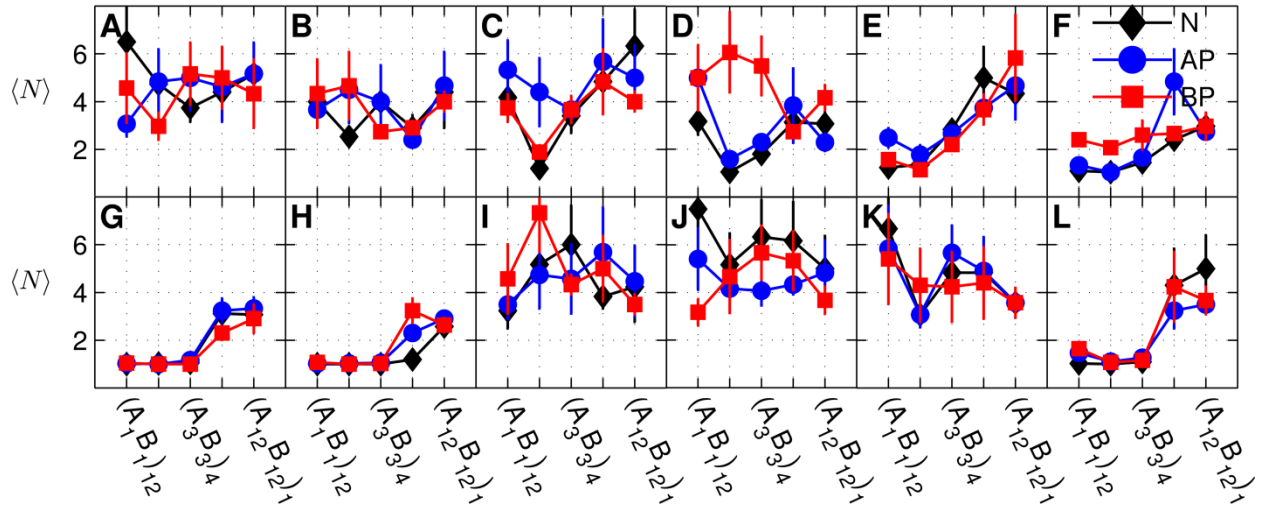 A B C D E F
N
AP
BP
⟨N⟩
6
4
2
G H I J K L
⟨N⟩
6
4
2
(A₁B₁)₁₂ (A₃B₃)₄ (A₁₂B₁₂)₁ (A₁B₁)₁₂ (A₃B₃)₄ (A₁₂B₁₂)₁ (A₁B₁)₁₂ (A₃B₃)₄ (A₁₂B₁₂)₁ (A₁B₁)₁₂ (A₃B₃)₄ (A₁₂B₁₂)₁ (A₁B₁)₁₂ (A₃B₃)₄ (A₁₂B₁₂)₁ (A₁B₁)₁₂ (A₃B₃)₄ (A₁₂B₁₂)₁